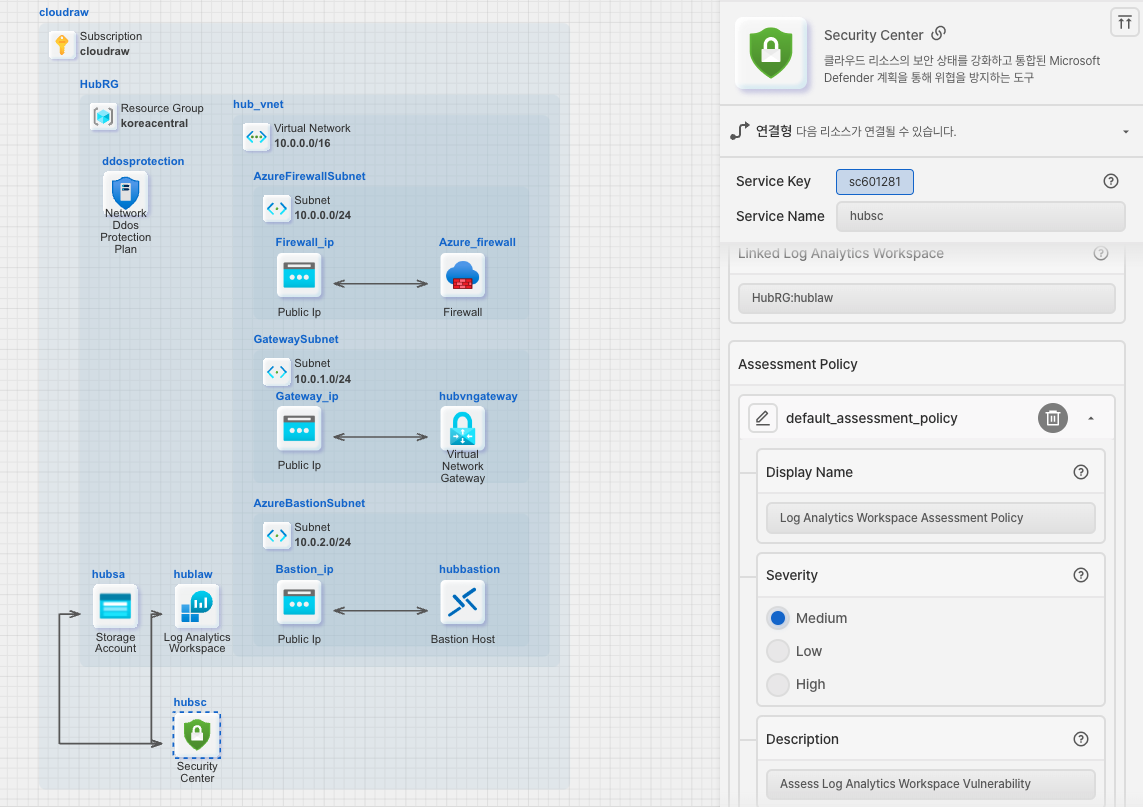 cloudraw
Subscription
cloudraw
HubRG
Resource Group
koreacentral
hub_vnet
Virtual Network
10.0.0.0/16
ddosprotection
Network
Ddos
Protection
Plan
AzureFirewallSubnet
Subnet
10.0.0.0/24
Firewall_ip
Public Ip
Azure_firewall
Firewall
GatewaySubnet
Subnet
10.0.1.0/24
Gateway_ip
Public Ip
hubvngateway
Virtual
Network
Gateway
AzureBastionSubnet
Subnet
10.0.2.0/24
Bastion_ip
Public Ip
hubbastion
Bastion Host
hubsa
Storage
Account
hublaw
Log Analytics
Workspace
hubsc
Security
Center
Security Center
클라우드 리소스의 보안 상태를 강화하고 통합된 Microsoft
Defender 계획을 통해 위협을 방지하는 도구
연결형 다음 리소스가 연결될 수 있습니다.
Service Key
sc601281
Service Name
hubsc
Linked Log Analytics Workspace
HubRG:hublaw
Assessment Policy
default_assessment_policy
Display Name
Log Analytics Workspace Assessment Policy
Severity
Medium
Low
High
Description
Assess Log Analytics Workspace Vulnerability